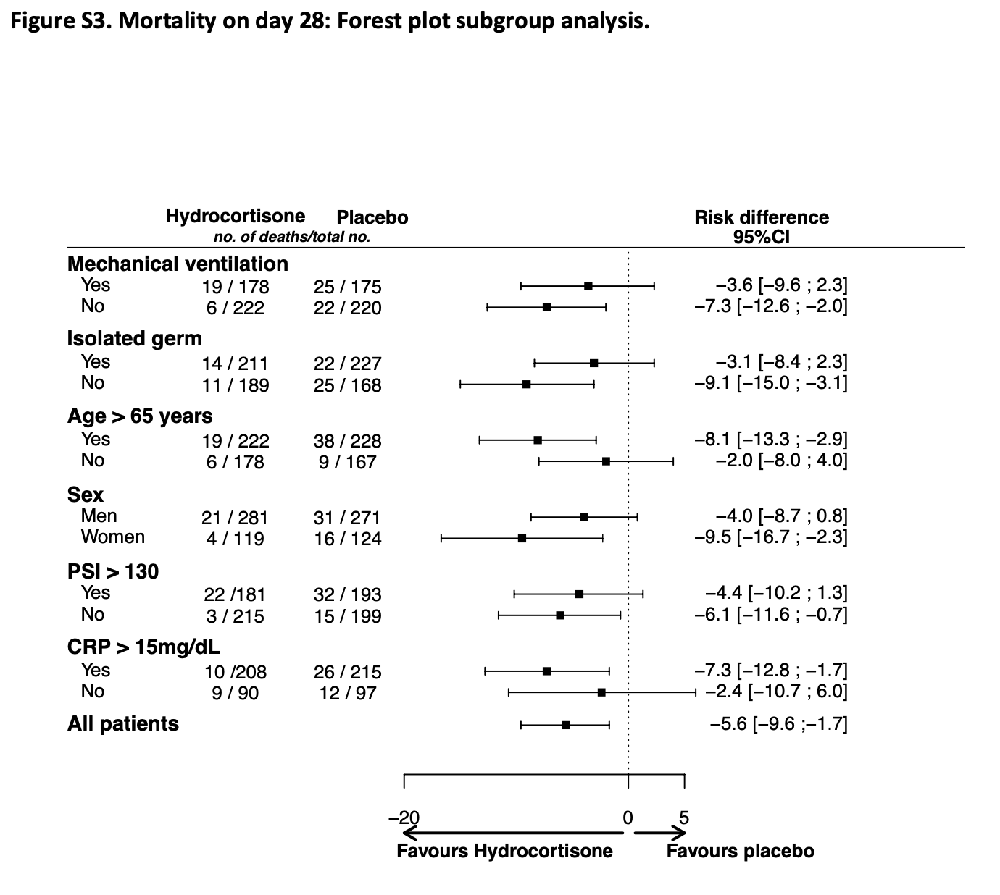 Figure S3. Mortality on day 28: Forest plot subgroup analysis.
Hydrocortisone Placebo Risk difference
no. of deaths/total no. 95%CI
Mechanical ventilation
Yes 19 / 178 25 / 175 −3.6 [−9.6 ; 2.3]
No 6 / 222 22 / 220 −7.3 [−12.6 ; −2.0]
Isolated germ
Yes 14 / 211 22 / 227 −3.1 [−8.4 ; 2.3]
No 11 / 189 25 / 168 −9.1 [−15.0 ; −3.1]
Age > 65 years
Yes 19 / 222 38 / 228 −8.1 [−13.3 ; −2.9]
No 6 / 178 9 / 167 −2.0 [−8.0 ; 4.0]
Sex
Men 21 / 281 31 / 271 −4.0 [−8.7 ; 0.8]
Women 4 / 119 16 / 124 −9.5 [−16.7 ; −2.3]
PSI > 130
Yes 22 /181 32 / 193 −4.4 [−10.2 ; 1.3]
No 3 / 215 15 / 199 −6.1 [−11.6 ; −0.7]
CRP > 15mg/dL
Yes 10 /208 26 / 215 −7.3 [−12.8 ; −1.7]
No 9 / 90 12 / 97 −2.4 [−10.7 ; 6.0]
All patients −5.6 [−9.6 ;−1.7]
−20 0 5
Favours Hydrocortisone Favours placebo